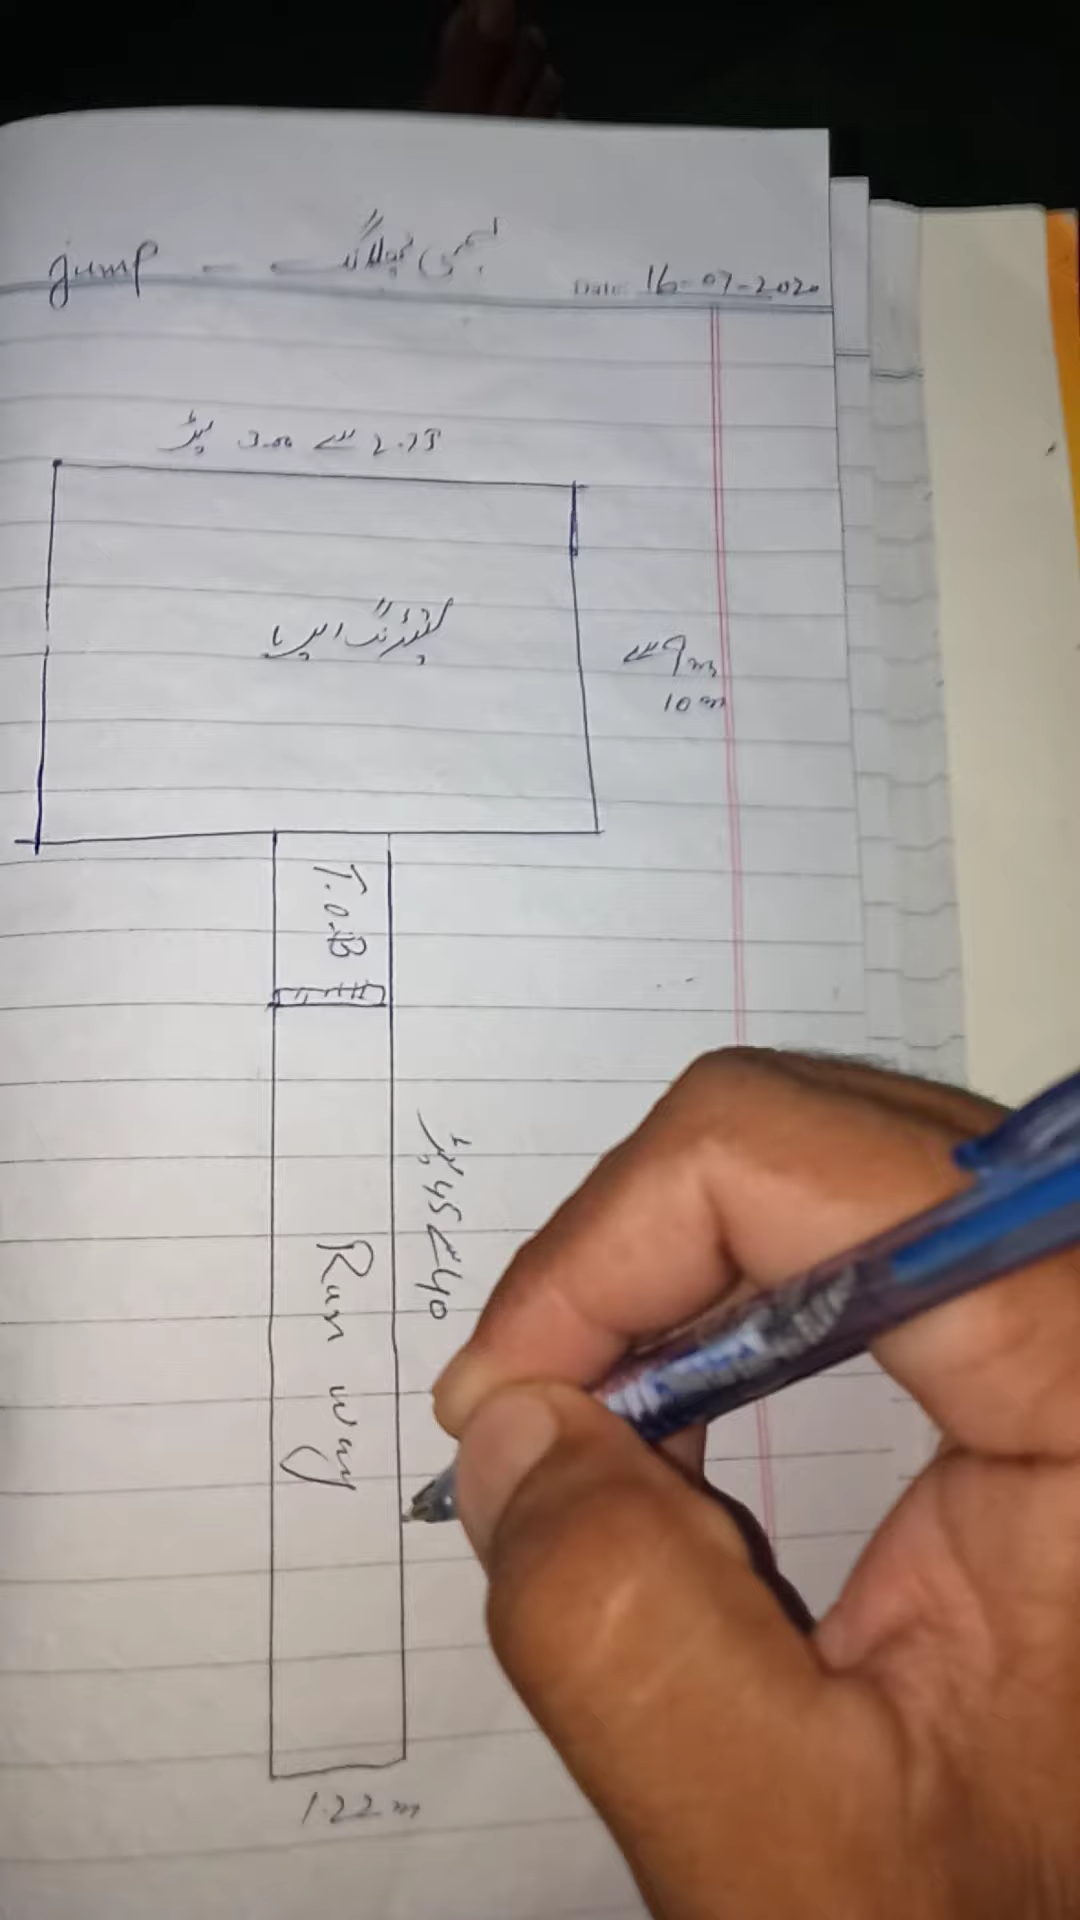 لمبی چھلانگ - jump
Date: 16-07-2020
2.75 سے 3.00 میٹر
لینڈنگ ایریا
9m سے
10m
T.O.B
40 سے 45 میٹر
Run way
1.22 m